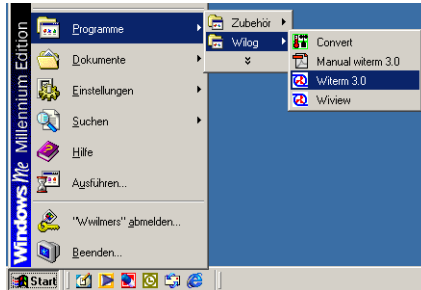 Windows Me Millennium Edition
Programme
Dokumente
Einstellungen
Suchen
Hilfe
Ausführen...
"Wwilmers" abmelden...
Beenden...
Zubehör
Wilog
Convert
Manual witerm 3.0
Witerm 3.0
Wiview
Start